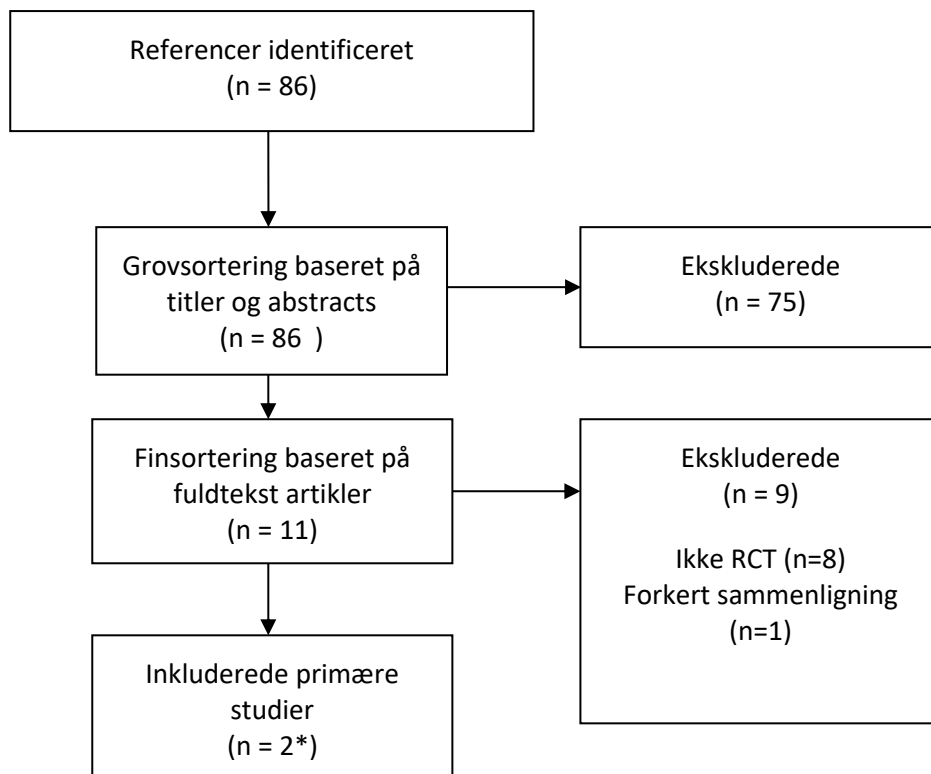 Referencer identificeret
(n = 86)
Grovsortering baseret på
titler og abstracts
(n = 86  )
Ekskluderede
(n = 75)
Finsortering baseret på
fuldtekst artikler
(n = 11)
Ekskluderede
(n = 9)
Ikke RCT (n=8)
Forkert sammenligning
(n=1)
Inkluderede primære
studier
(n = 2*)